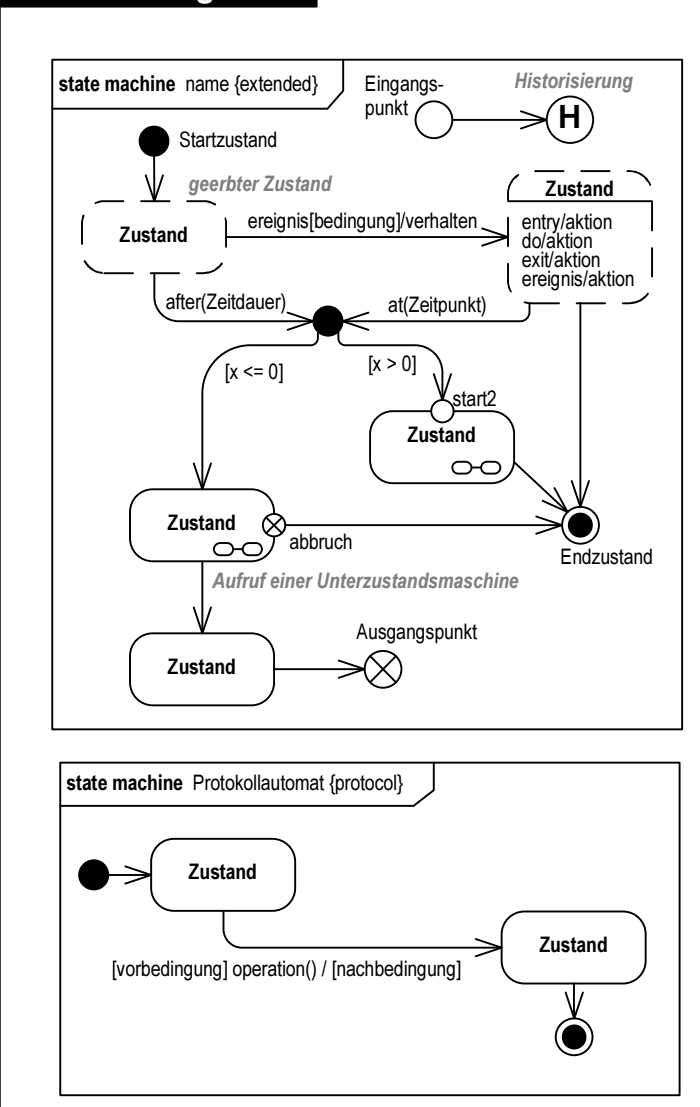 state machine name {extended}
Eingangs-
punkt
Historisierung
H
Startzustand
geerbter Zustand
Zustand
ereignis[bedingung]/verhalten
Zustand
entry/aktion
do/aktion
exit/aktion
ereignis/aktion
after(Zeitdauer)
at(Zeitpunkt)
[x <= 0]
[x > 0]
start2
Zustand
Zustand
abbruch
Endzustand
Aufruf einer Unterzustandsmaschine
Zustand
Ausgangspunkt
state machine Protokollautomat {protocol}
Zustand
Zustand
[vorbedingung] operation() / [nachbedingung]